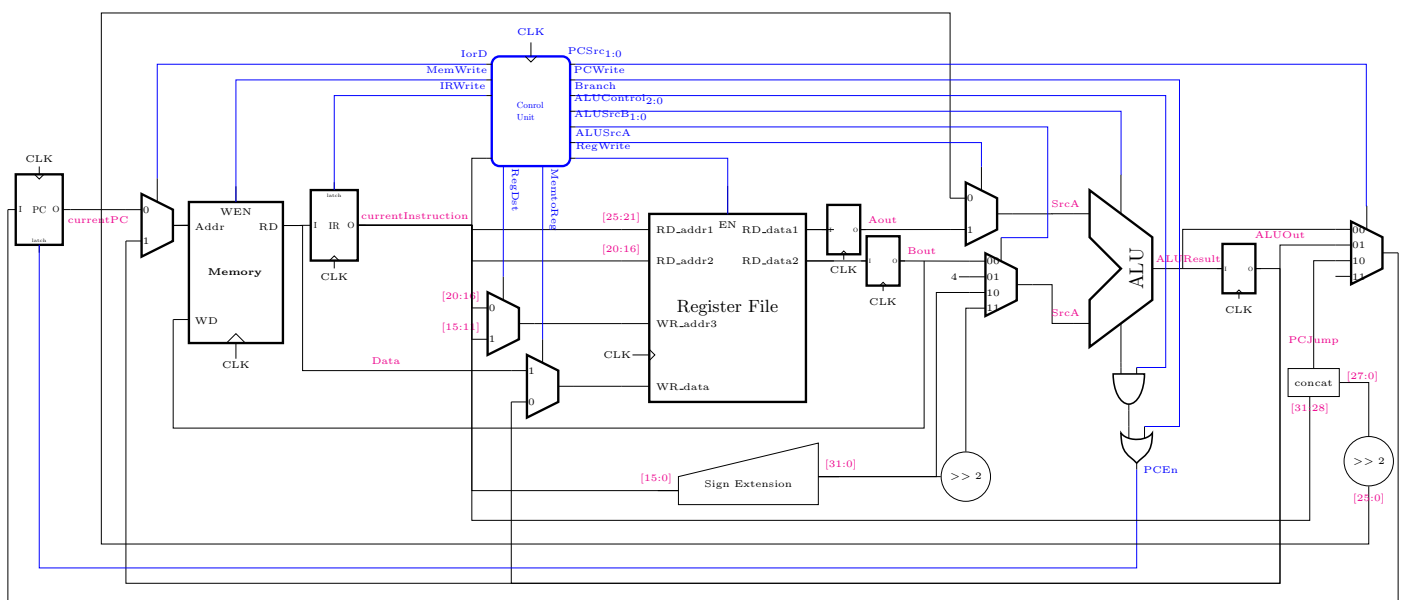 CLK
IorD
PCSrc1:0
MemWrite
PCWrite
IRWrite
Branch
ALUControl2:0
Conrol
Unit
ALUSrcB1:0
ALUSrcA
RegWrite
RegDst
MemtoReg
CLK
I PC O
latch
currentPC
0
1
WEN
Addr RD
Memory
WD
CLK
latch
I IR O
CLK
currentInstruction
[25:21]
[20:16]
[20:16]
[15:11]
0
1
Data
1
0
EN
RD_addr1 RD_data1
RD_addr2 RD_data2
Register File
WR_addr3
CLK
WR_data
O
CLK
Aout
I O
CLK
Bout
0
1
00
4 01
10
11
SrcA
SrcA
ALU
ALUResult
I O
CLK
ALUOut
00
01
10
11
PCJump
concat
[27:0]
[31:28]
>> 2
[25:0]
[15:0]
Sign Extension
[31:0]
>> 2
PCEn